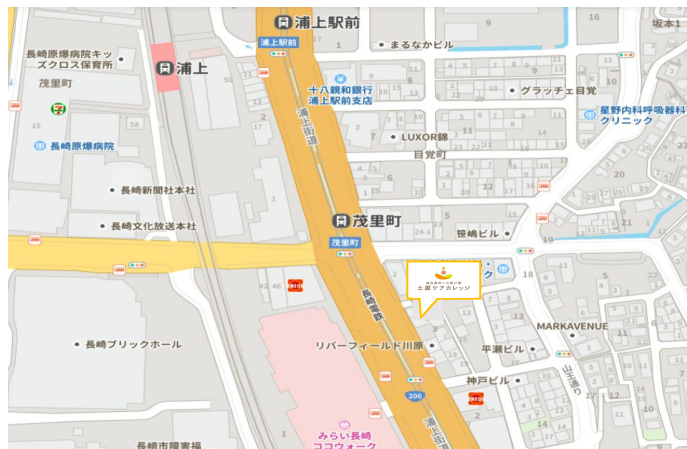 浦上駅前
浦上駅前
まるなかビル
坂本1
長崎原爆病院キッ
ズクロス保育所
茂里町
浦上
十八親和銀行
浦上駅前支店
グラッチェ目覚
星野内科呼吸器科
クリニック
浦上街道
LUXOR錦
目覚町
長崎原爆病院
長崎新聞社本社
長崎文化放送本社
茂里町
茂里町
笹嶋ビル
ク
土屋ケアカレッジ
ENEOS
長崎電鉄
MARKAVENUE
長崎ブリックホール
リバーフィールド川原
平瀬ビル
神戸ビル
山王通り
206
ENEOS
みらい長崎
ココウォーク
浦上街道
長崎市障害福